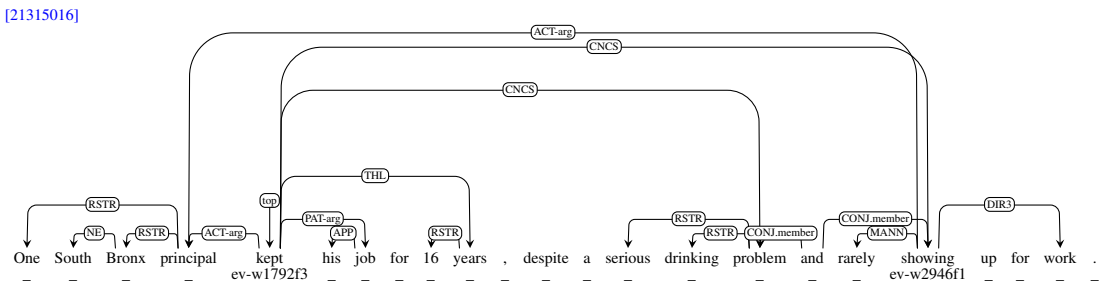 [21315016]
ACT-arg
CNCS
CNCS
THL
top
RSTR PAT-arg RSTR DIR3
NE RSTR ACT-arg APP RSTR RSTR CONJ.member CONJ.member MANN
One South Bronx principal kept his job for 16 years , despite a serious drinking problem and rarely showing up for work .
ev-w1792f3 ev-w2946f1
_ _ _ _ _ _ _ _ _ _ _ _ _ _ _ _ _ _ _ _